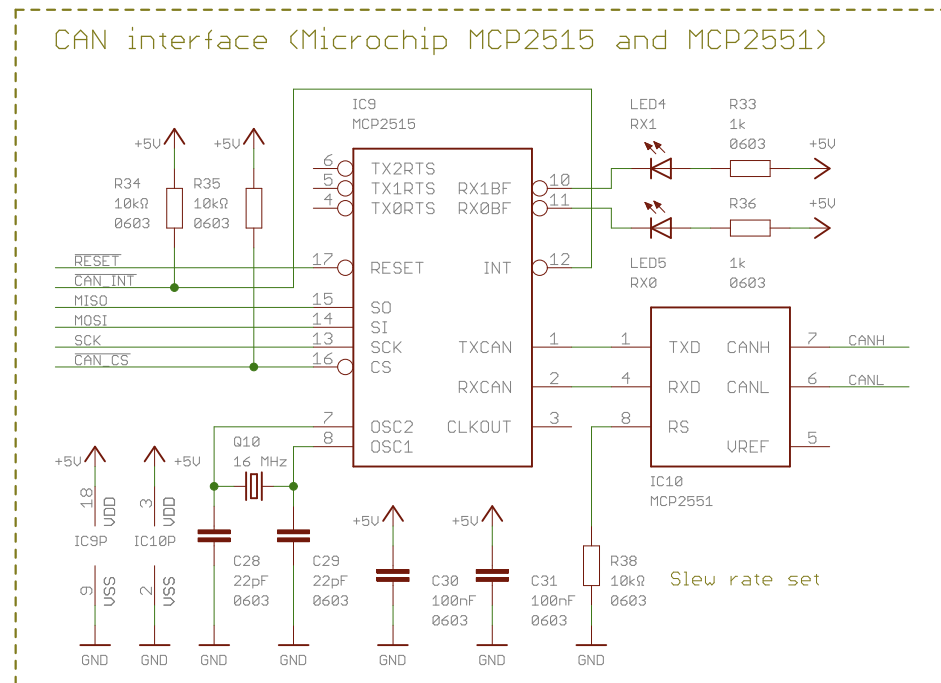 CAN interface (Microchip MCP2515 and MCP2551)
IC9
MCP2515
LED4
RX1
R33
1k
0603
+5V
+5V
+5V
R34
10kΩ
0603
R35
10kΩ
0603
6
TX2RTS
5
TX1RTS
4
TX0RTS
RX1BF
10
RX0BF
11
R36
+5V
RESET
17
RESET
INT
12
LED5
RX0
1k
0603
CAN_INT
MISO
15
SO
MOSI
14
SI
SCK
13
SCK
CAN_CS
16
CS
TXCAN
1
1
TXD
CANH
7
CANH
RXCAN
2
4
RXD
CANL
6
CANL
7
OSC2
CLKOUT
3
8
RS
8
OSC1
VREF
5
Q10
16 MHz
IC10
MCP2551
+5V
+5V
18
VDD
3
VDD
IC9P
IC10P
9
VSS
2
VSS
C28
22pF
0603
C29
22pF
0603
+5V
+5V
C30
100nF
0603
C31
100nF
0603
R38
10kΩ
0603
Slew rate set
GND
GND
GND
GND
GND
GND
GND